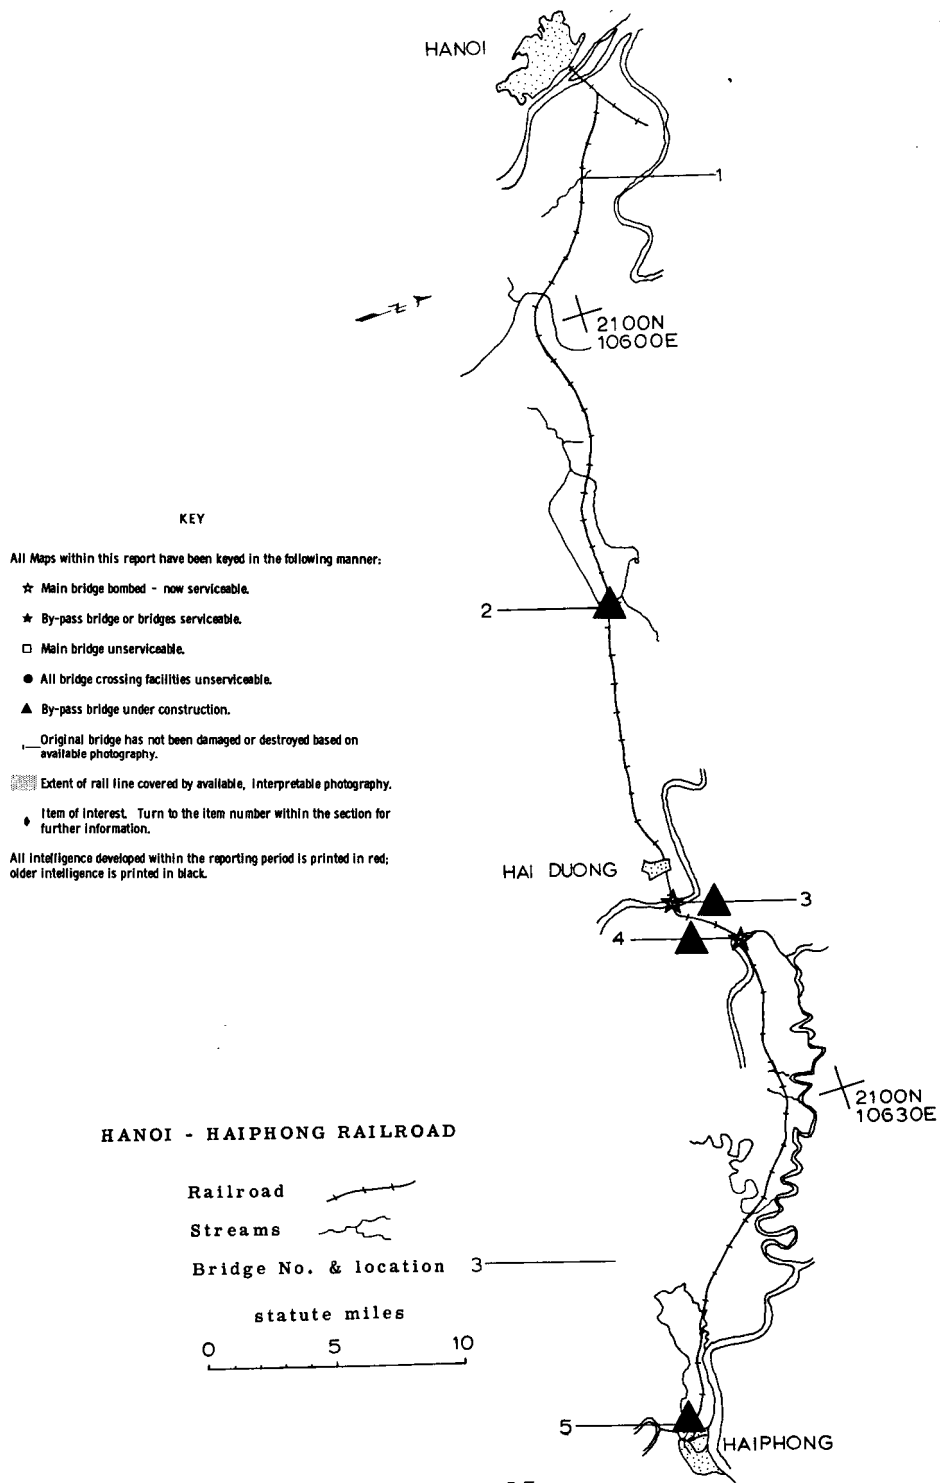 HANOI
1
N
2100N
10600E
KEY
All Maps within this report have been keyed in the following manner:
Main bridge bombed - now serviceable.
By-pass bridge or bridges serviceable.
Main bridge unserviceable.
All bridge crossing facilities unserviceable.
By-pass bridge under construction.
Original bridge has not been damaged or destroyed based on
available photography.
Extent of rail line covered by available, interpretable photography.
Item of interest. Turn to the item number within the section for
further information.
All intelligence developed within the reporting period is printed in red;
older intelligence is printed in black.
2
HAI DUONG
3
4
2100N
10630E
HANOI - HAIPHONG RAILROAD
Railroad
Streams
Bridge No. & location 3
statute miles
0 5 10
5
HAIPHONG